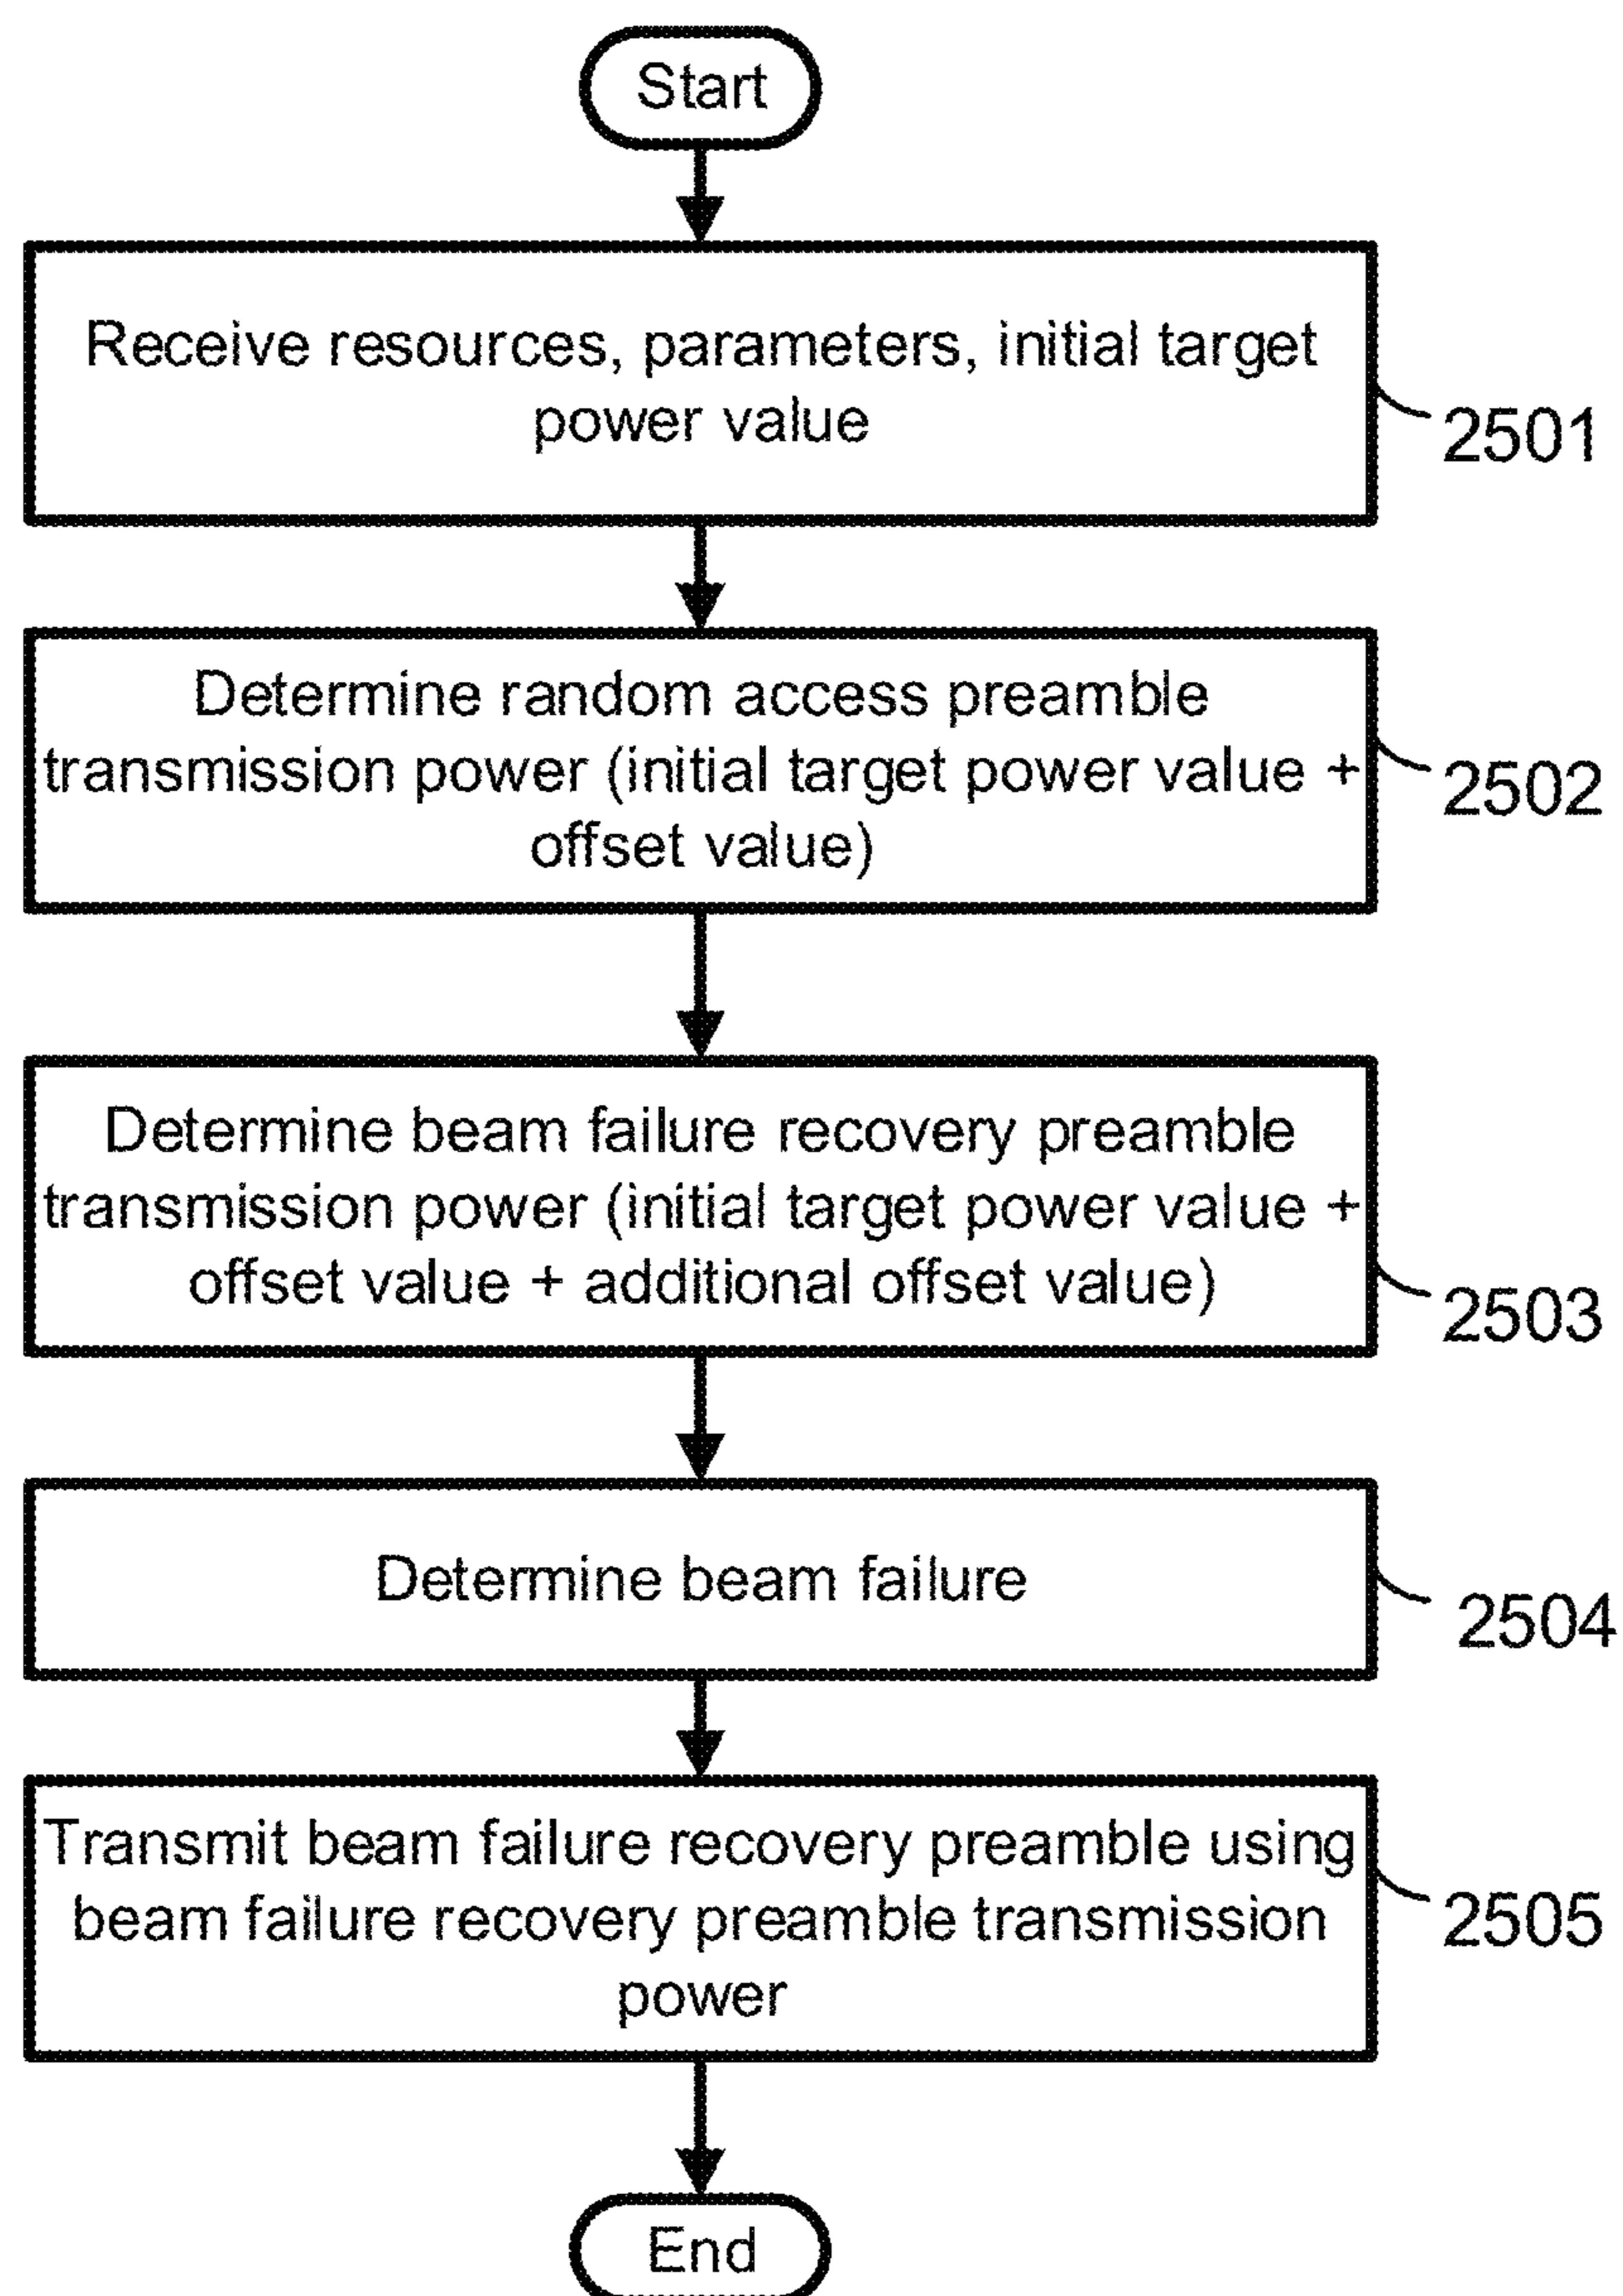 Start
Receive resources, parameters, initial target
power value
2501
Determine random access preamble
transmission power (initial target power value +
offset value)
2502
Determine beam failure recovery preamble
transmission power (initial target power value +
offset value + additional offset value)
2503
Determine beam failure
2504
Transmit beam failure recovery preamble using
beam failure recovery preamble transmission
power
2505
End